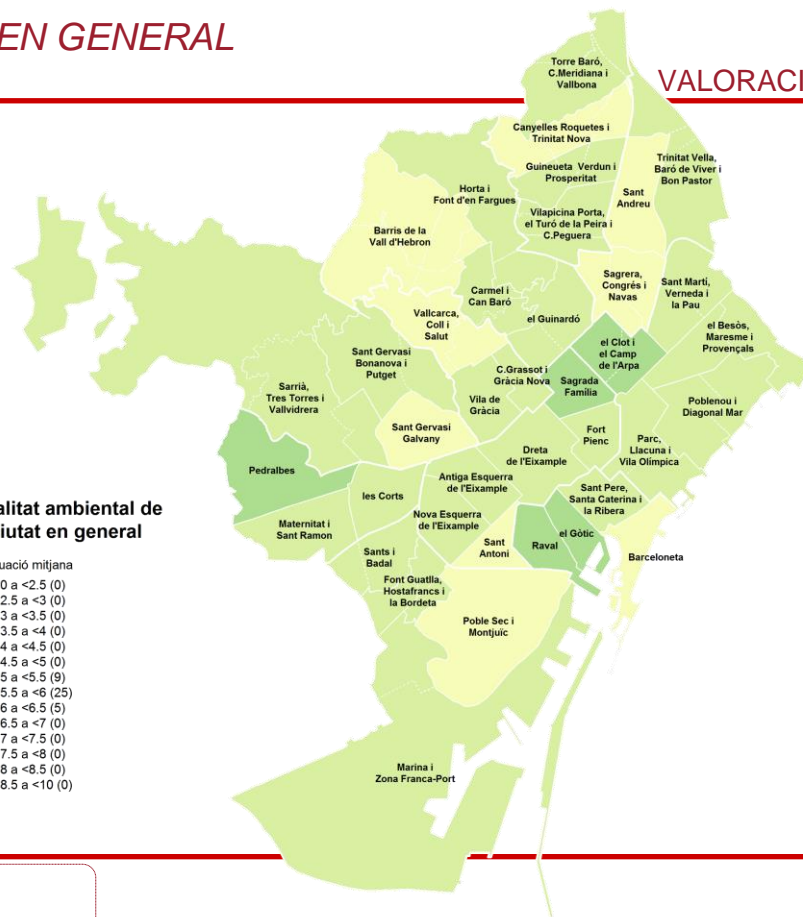 EN GENERAL
VALORACI
Torre Baró,
C.Meridiana i
Vallbona
Canyelles Roquetes i
Trinitat Nova
Guineueta Verdun i
Prosperitat
Trinitat Vella,
Baró de Viver i
Bon Pastor
Sant
Andreu
Horta i
Font d'en Fargues
Vilapicina Porta,
el Turó de la Peira i
C.Peguera
Barris de la
Vall d'Hebron
Sagrera,
Congrés i
Navas
Sant Martí,
Verneda i
la Pau
Carmel i
Can Baró
Vallcarca,
Coll i
Salut
el Guinardó
el Besòs,
Maresme i
Provençals
el Clot i
el Camp
de l'Arpa
Sant Gervasi
Bonanova i
Putget
C.Grassot i
Gràcia Nova
Sagrada
Família
Sarrià,
Tres Torres i
Vallvidrera
Vila de
Gràcia
Poblenou i
Diagonal Mar
Sant Gervasi
Galvany
Fort
Pienc
Parc,
Llacuna i
Vila Olímpica
Dreta
de l'Eixample
Pedralbes
Antiga Esquerra
de l'Eixample
les Corts
Sant Pere,
Santa Caterina i
la Ribera
Maternitat i
Sant Ramon
Nova Esquerra
de l'Eixample
el Gòtic
Raval
Sant
Antoni
Barceloneta
Sants i
Badal
Font Guatlla,
Hostafrancs i
la Bordeta
Poble Sec i
Montjuïc
Marina i
Zona Franca-Port
alitat ambiental de
iutat en general
uació mitjana
0 a <2.5 (0)
2.5 a <3 (0)
3 a <3.5 (0)
3.5 a <4 (0)
4 a <4.5 (0)
4.5 a <5 (0)
5 a <5.5 (9)
5.5 a <6 (25)
6 a <6.5 (5)
6.5 a <7 (0)
7 a <7.5 (0)
7.5 a <8 (0)
8 a <8.5 (0)
8.5 a <10 (0)